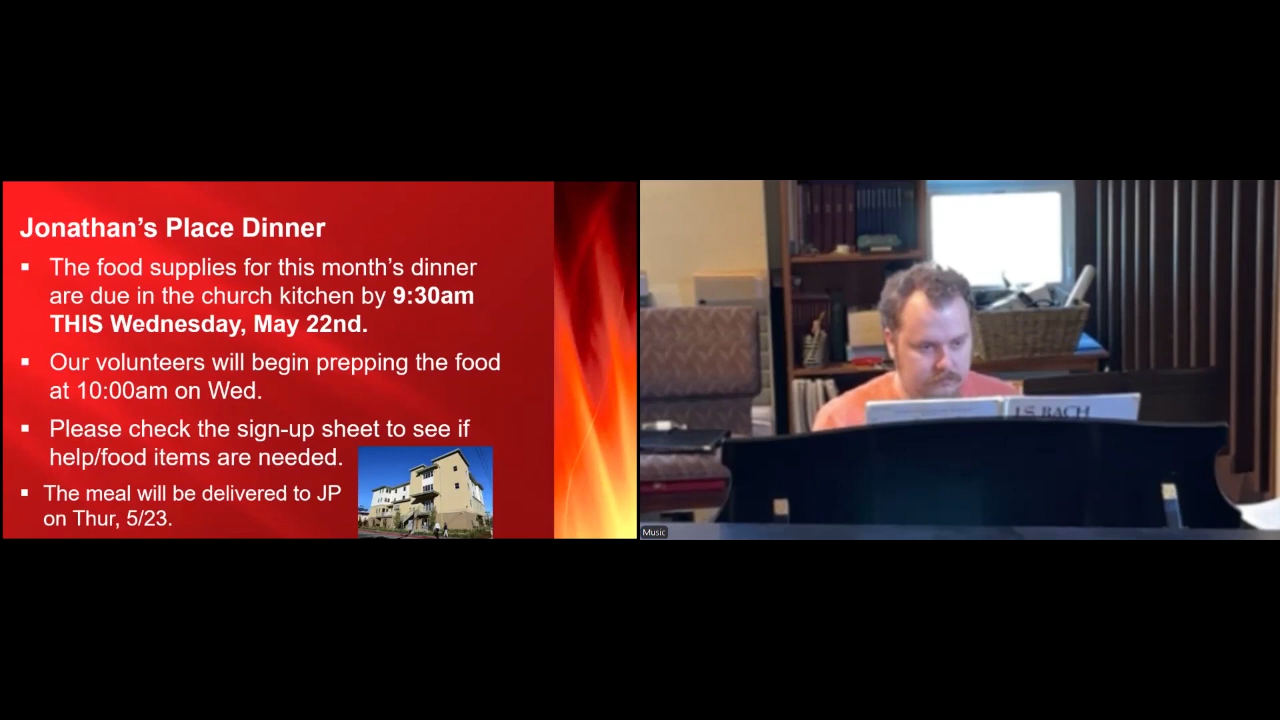 Jonathan’s Place Dinner
▪ The food supplies for this month’s dinner
are due in the church kitchen by 9:30am
THIS Wednesday, May 22nd.
▪ Our volunteers will begin prepping the food
at 10:00am on Wed.
▪ Please check the sign-up sheet to see if
help/food items are needed.
▪ The meal will be delivered to JP
on Thur, 5/23.
J.S. BACH
Music